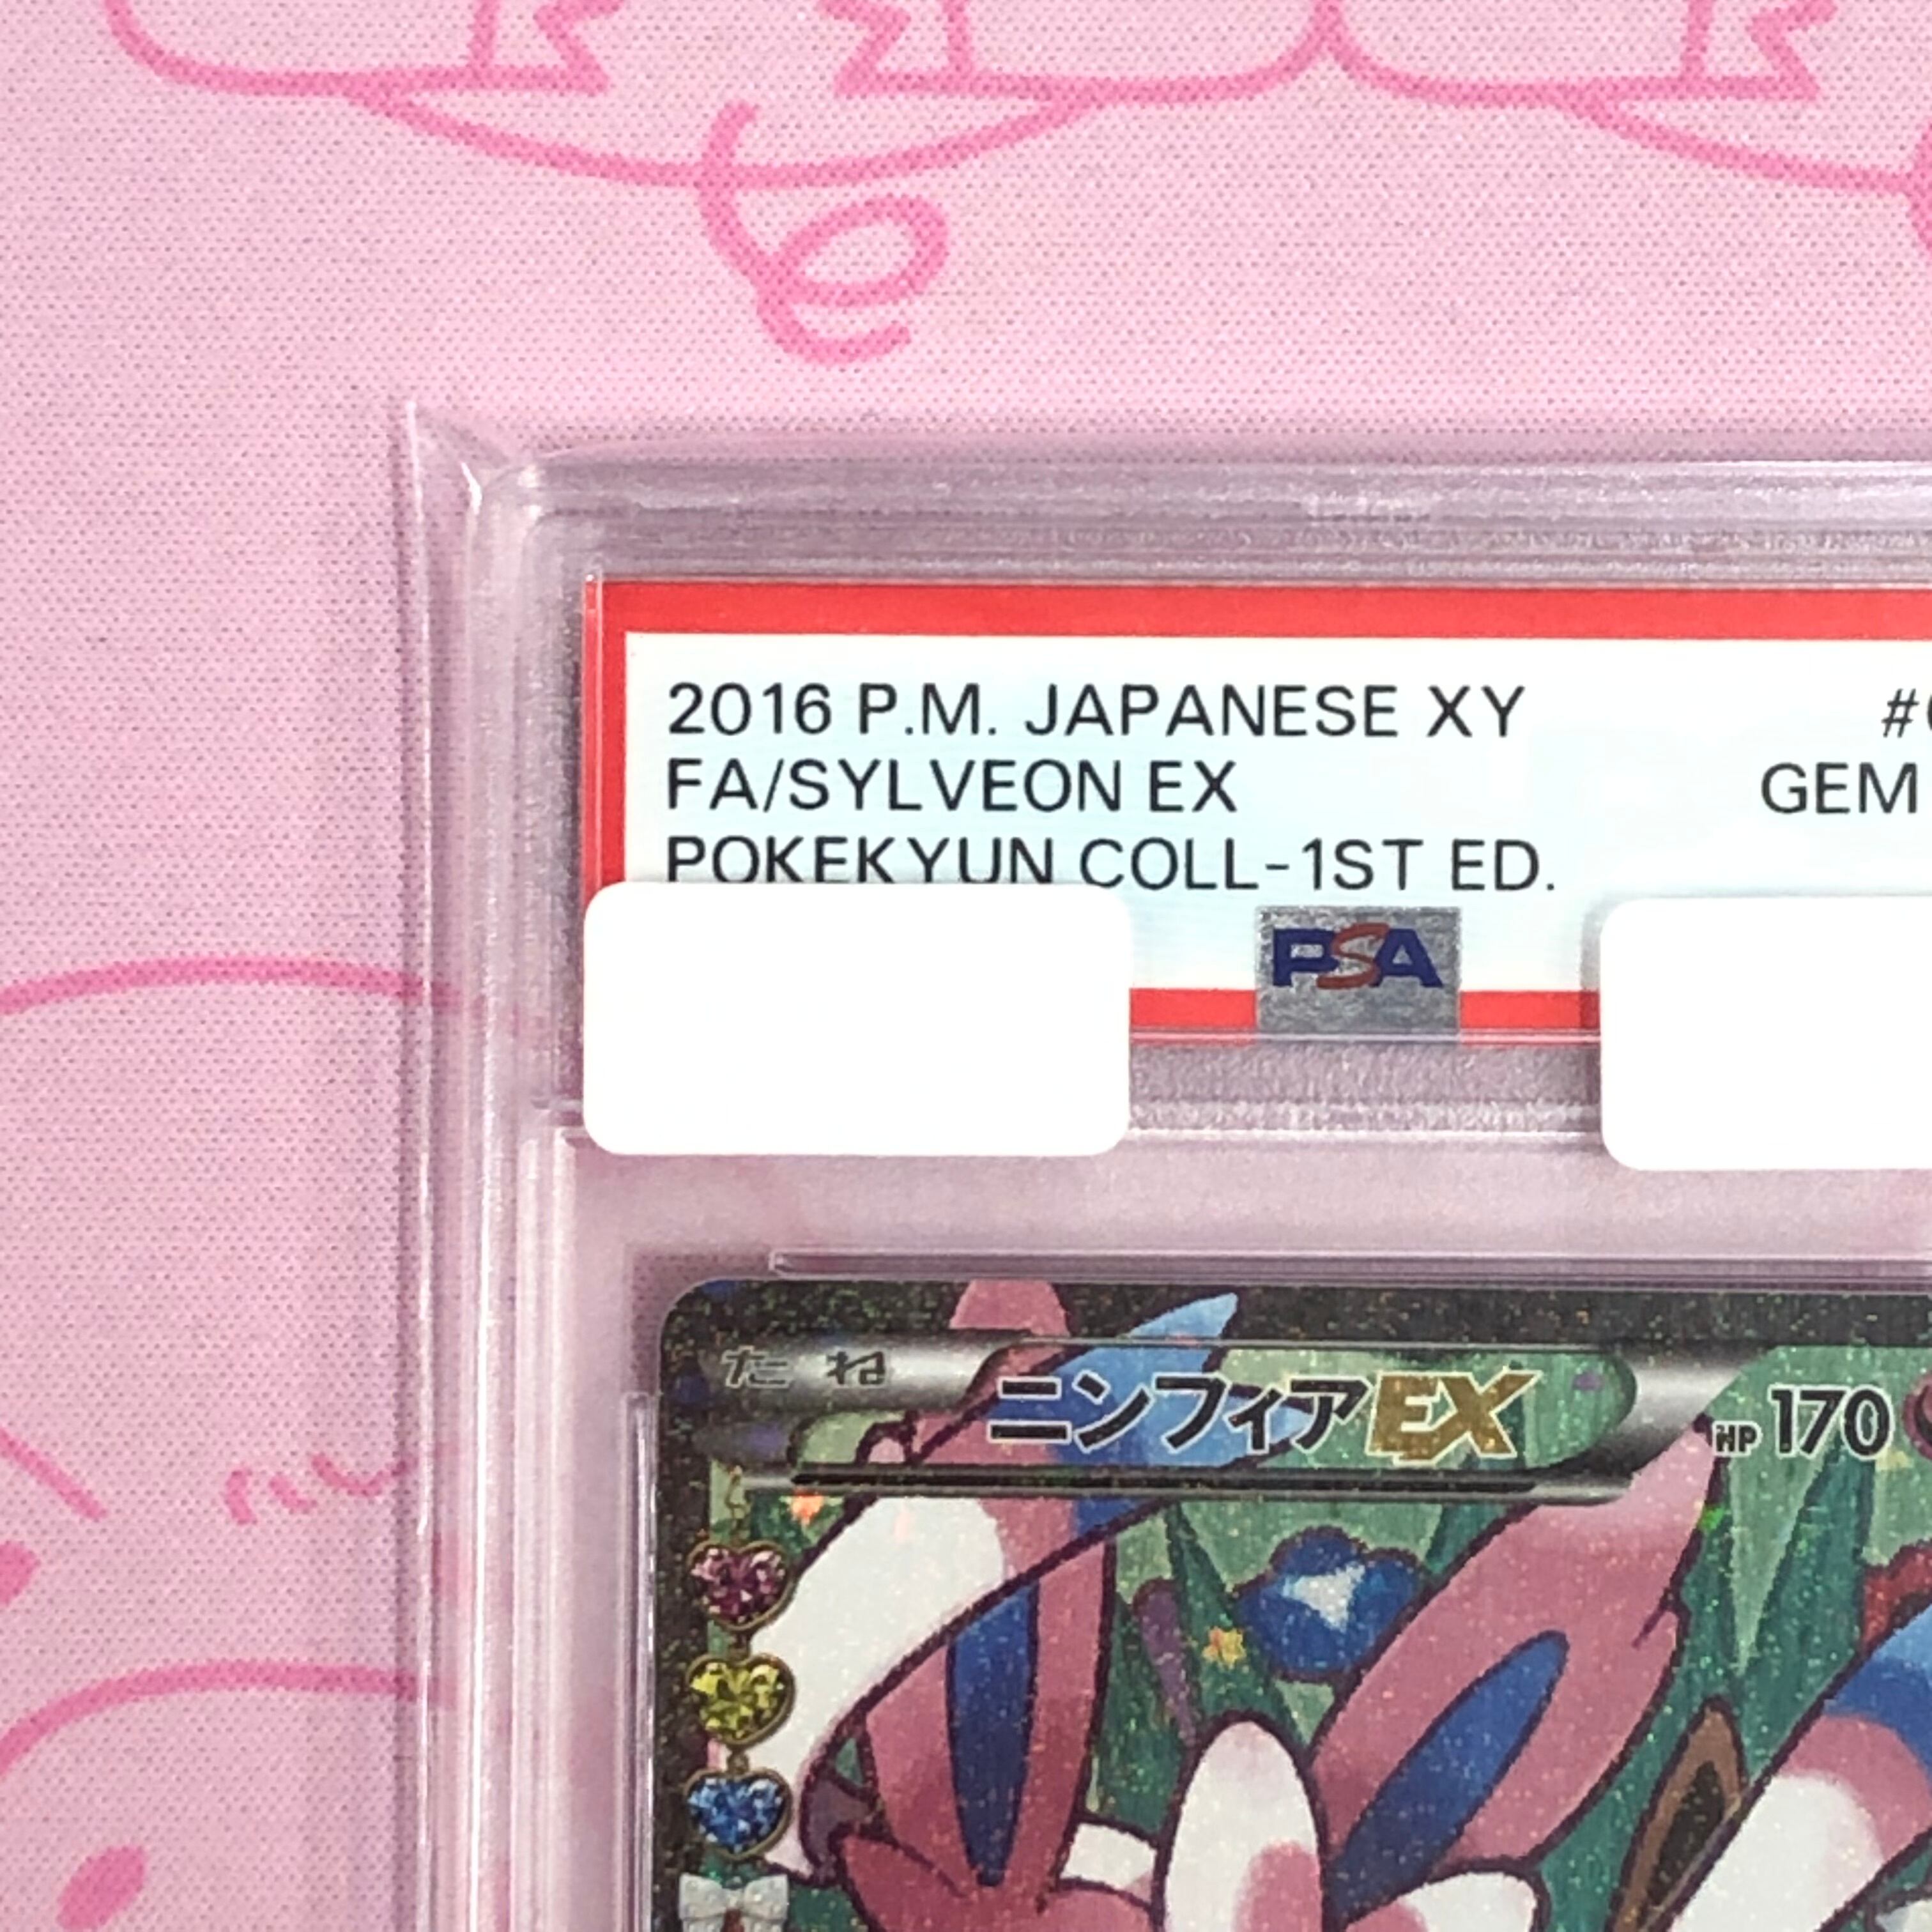 2016 P.M. JAPANESE XY
FA/SYLVEON EX GEM
POKEKYUN COLL-1ST ED.
PSA
たね ニンフィアEX HP 170